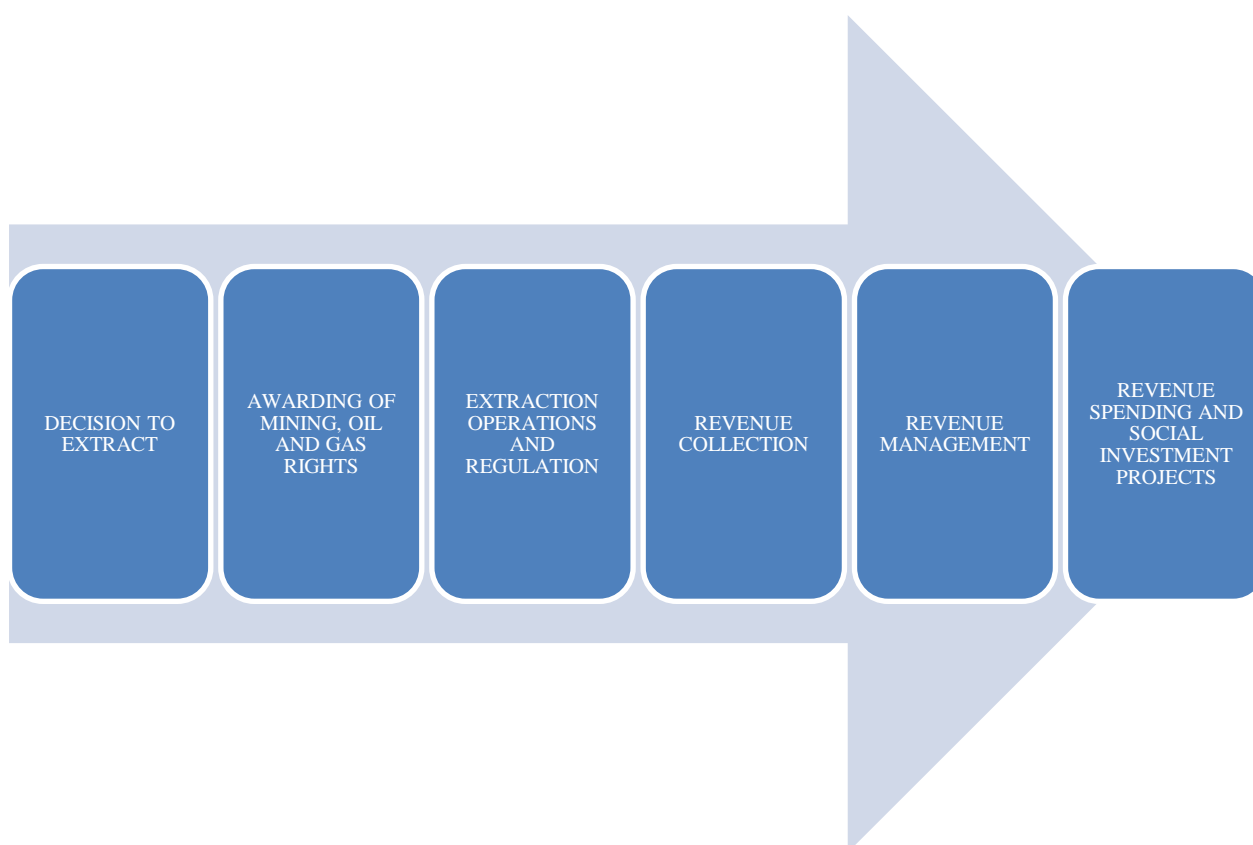 DECISION TO
EXTRACT
AWARDING OF
MINING, OIL
AND GAS
RIGHTS
EXTRACTION
OPERATIONS
AND
REGULATION
REVENUE
COLLECTION
REVENUE
MANAGEMENT
REVENUE
SPENDING AND
SOCIAL
INVESTMENT
PROJECTS